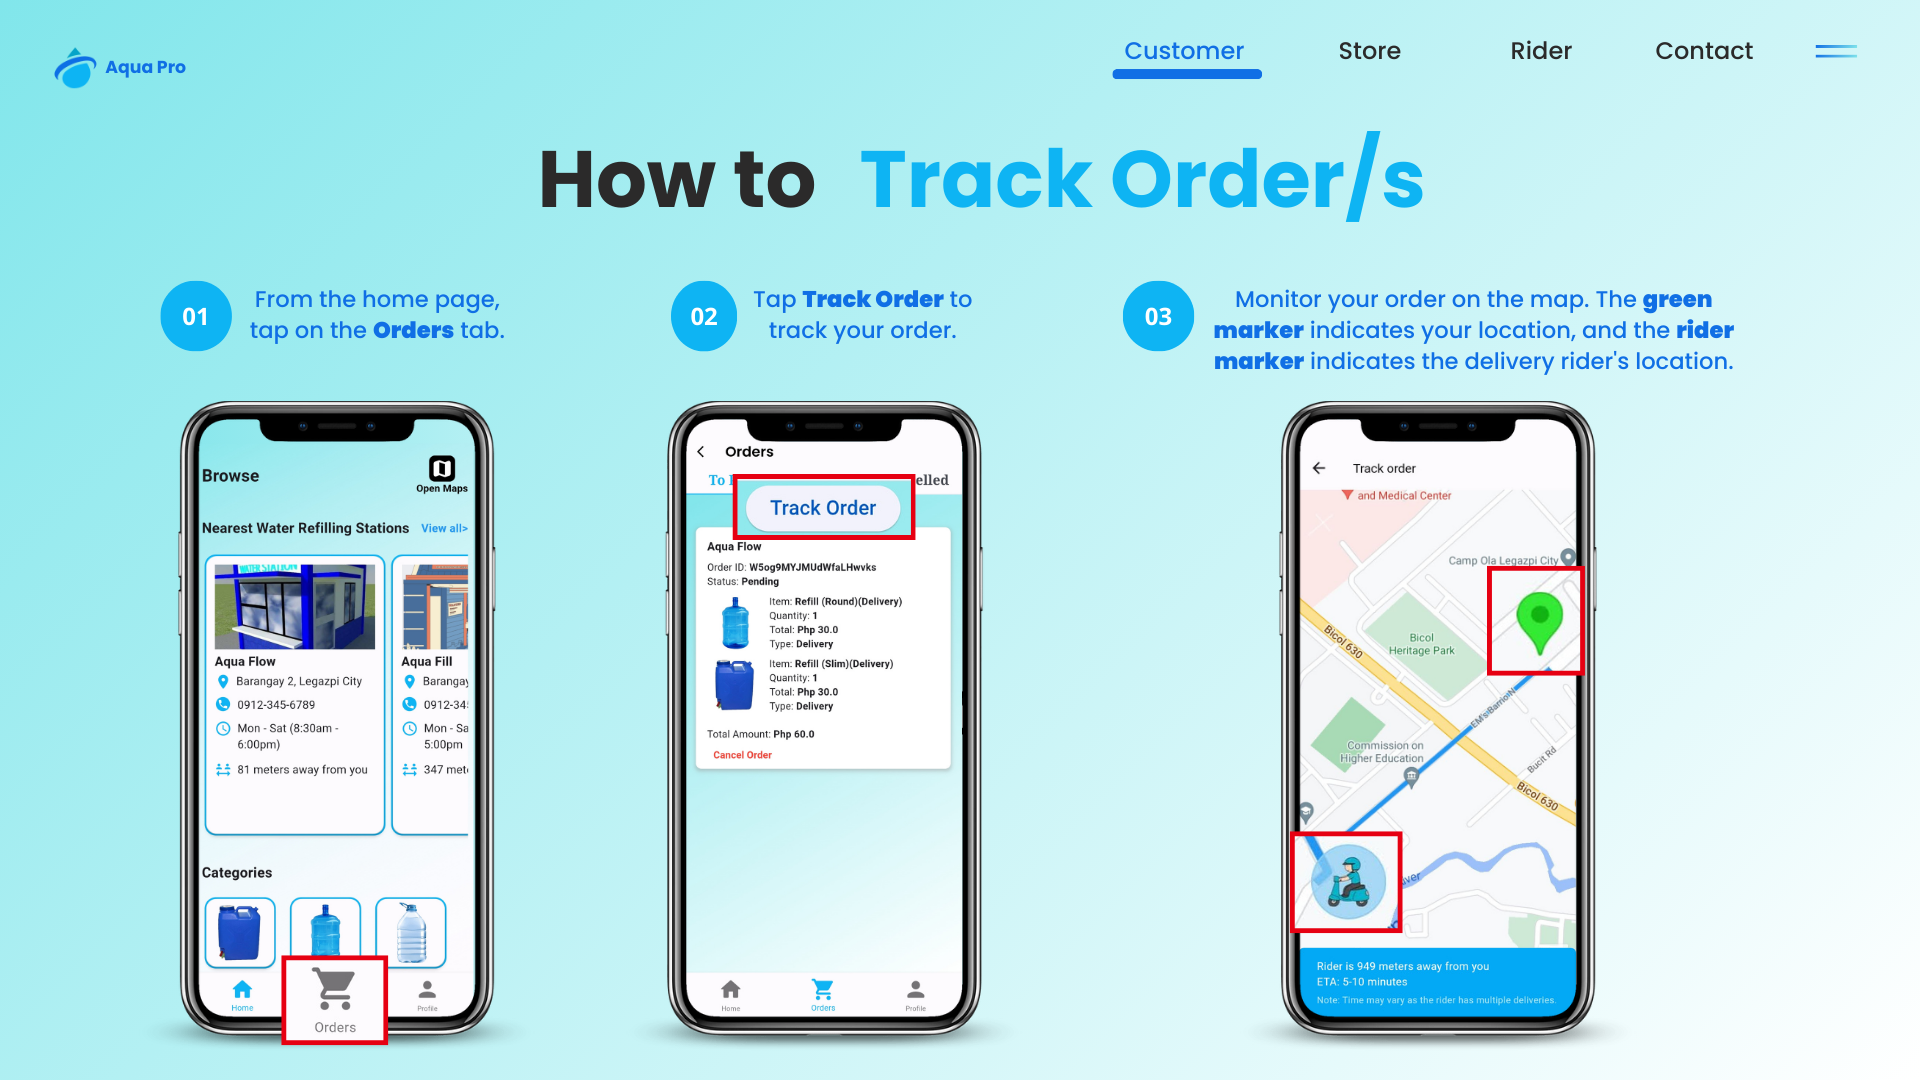 Aqua Pro
Customer
Store
Rider
Contact
How to Track Order/s
01
From the home page,
tap on the Orders tab.
02
Tap Track Order to
track your order.
03
Monitor your order on the map. The green
marker indicates your location, and the rider
marker indicates the delivery rider's location.
Browse
Open Maps
Nearest Water Refilling Stations
View all>
WATER STATION
Aqua Flow
Barangay 2, Legazpi City
0912-345-6789
Mon - Sat (8:30am -
6:00pm)
81 meters away from you
Aqua Fill
Barangay
0912-34
Mon - Sa
5:00pm
347 met
Categories
Home
Orders
Profile
Orders
To
elled
Track Order
Aqua Flow
Order ID: W5og9MYJMUdWfaLHwvks
Status: Pending
Item: Refill (Round)(Delivery)
Quantity: 1
Total: Php 30.0
Type: Delivery
Item: Refill (Slim)(Delivery)
Quantity: 1
Total: Php 30.0
Type: Delivery
Total Amount: Php 60.0
Cancel Order
Home
Orders
Profile
Track order
and Medical Center
Camp Ola Legazpi City
Bicol 630
Bicol
Heritage Park
EM's Barrio N
Commission on
Higher Education
Bucit Rd
Bicol 630
iver
Rider is 949 meters away from you
ETA: 5-10 minutes
Note: Time may vary as the rider has multiple deliveries.